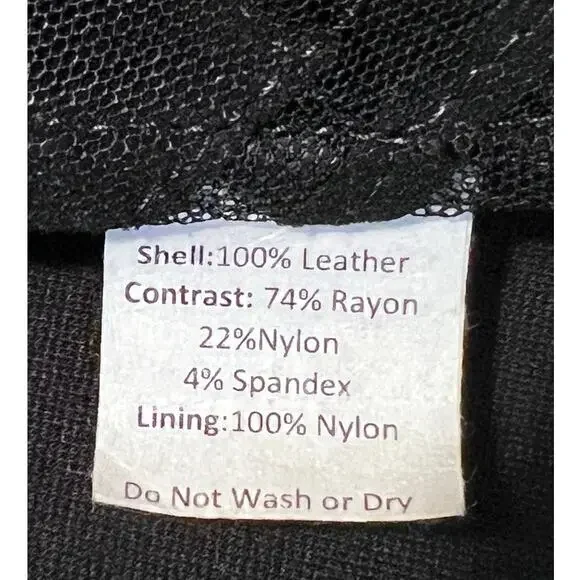 Shell:100% Leather
Contrast: 74% Rayon
22%Nylon
4% Spandex
Lining:100% Nylon
Do Not Wash or Dry